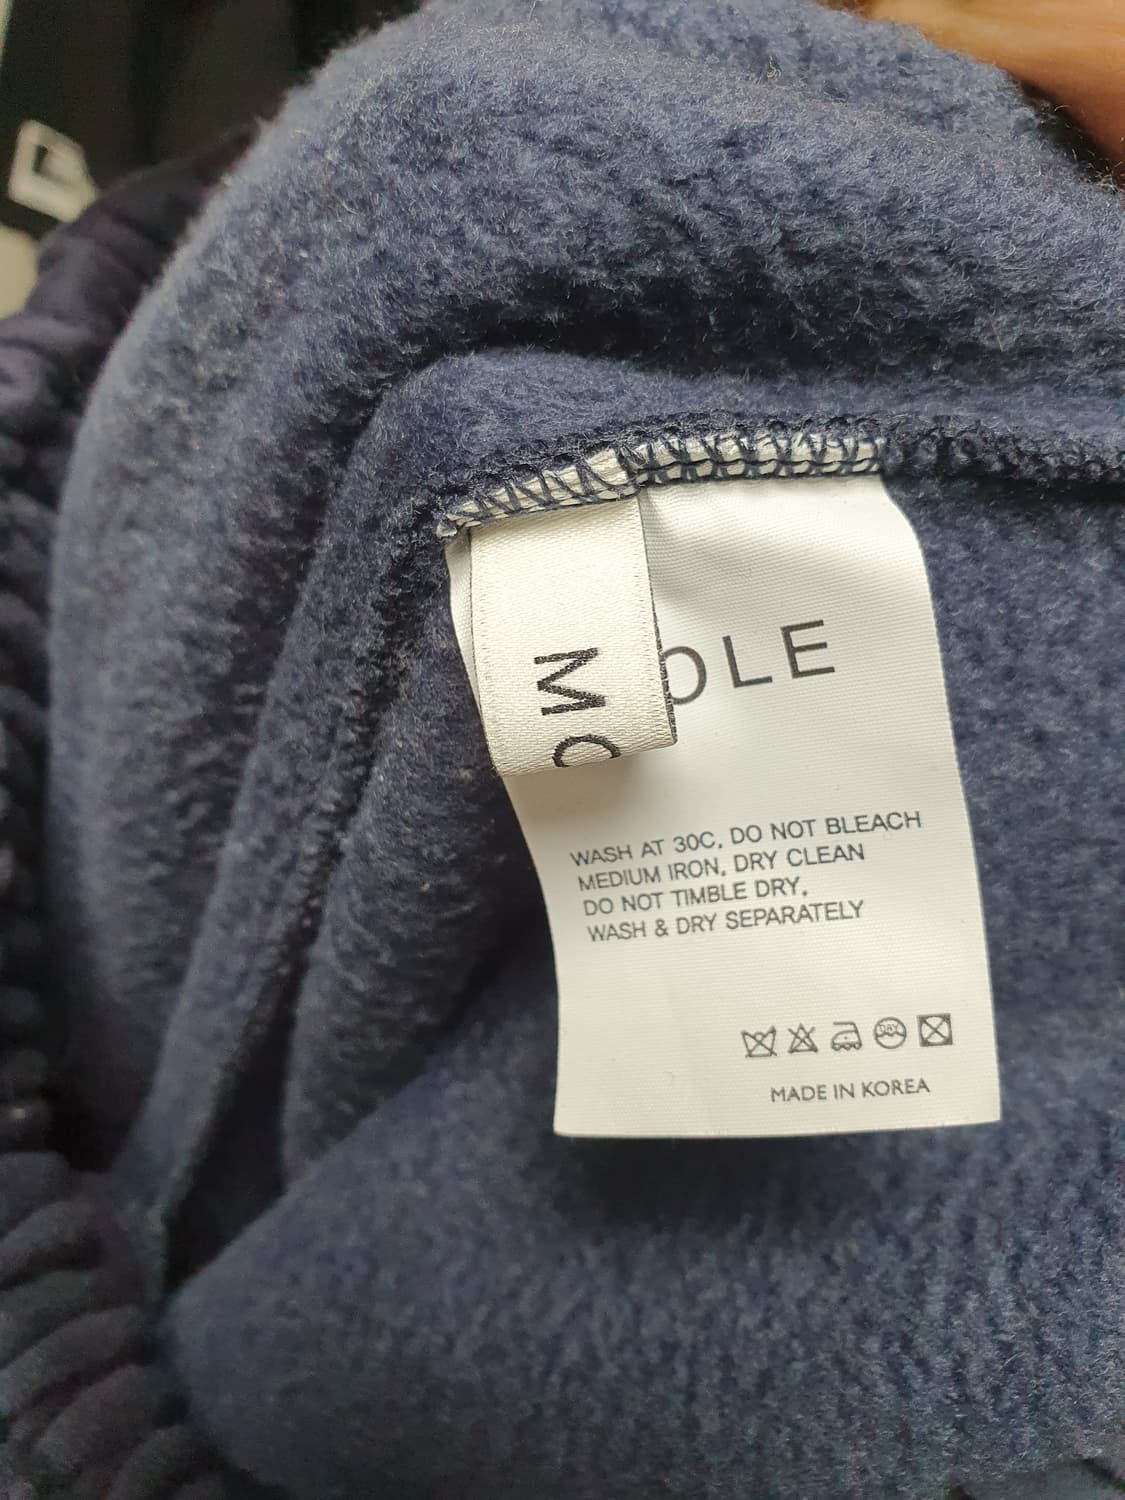 MO
OLE
WASH AT 30C, DO NOT BLEACH
MEDIUM IRON, DRY CLEAN
DO NOT TIMBLE DRY,
WASH & DRY SEPARATELY
DRY
MADE IN KOREA